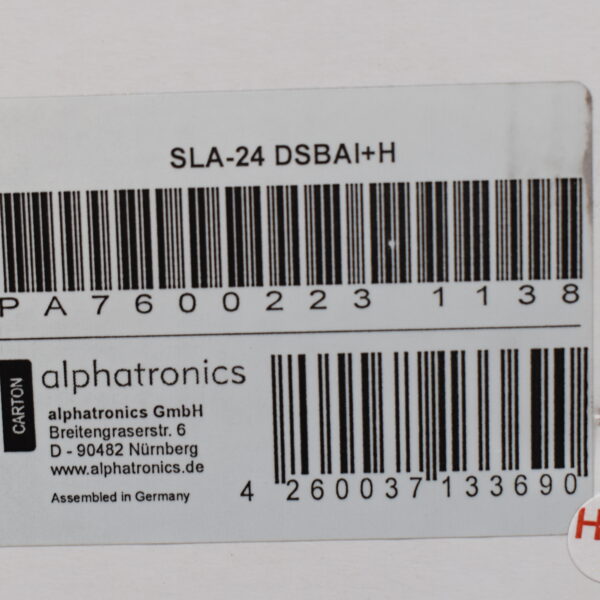 SLA-24 DSBAI+H
PA7600223 1138
CARTON
alphatronics
alphatronics GmbH
Breitengraserstr. 6
D - 90482 Nürnberg
www.alphatronics.de
Assembled in Germany
4 260037 133690
H